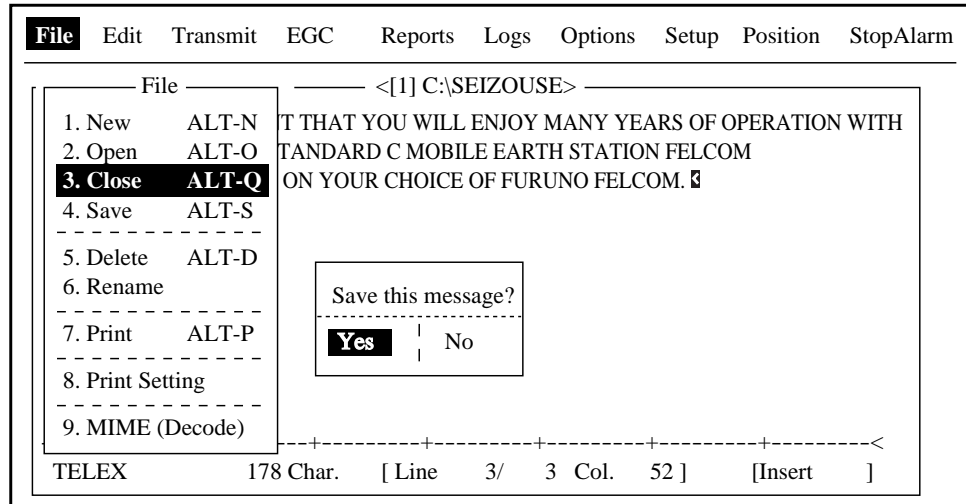 File Edit Transmit EGC Reports Logs Options Setup Position StopAlarm
File
<[1] C:\SEIZOUSE>
1. New ALT-N
2. Open ALT-O
3. Close ALT-Q
4. Save ALT-S
5. Delete ALT-D
6. Rename
7. Print ALT-P
8. Print Setting
9. MIME (Decode)
T THAT YOU WILL ENJOY MANY YEARS OF OPERATION WITH
TANDARD C MOBILE EARTH STATION FELCOM
ON YOUR CHOICE OF FURUNO FELCOM.
Save this message?
Yes No
TELEX 178 Char. [ Line 3/ 3 Col. 52 ] [Insert ]